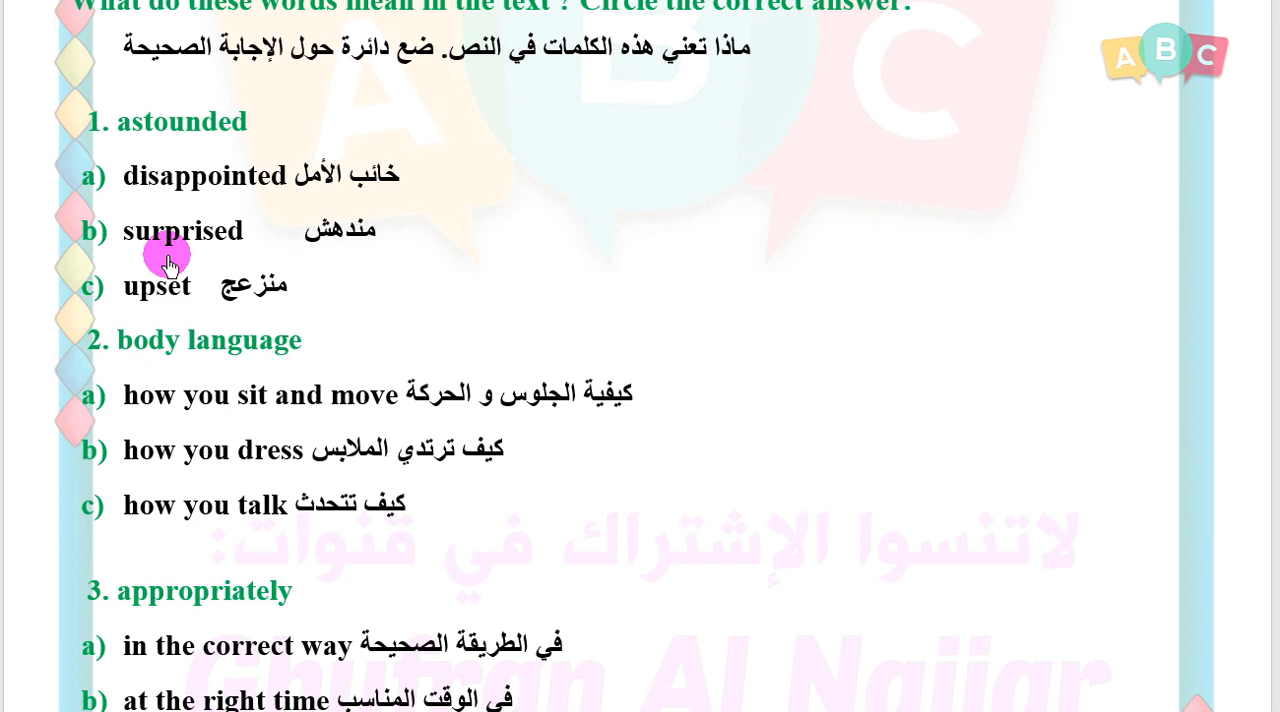 What do these words mean in the text ? Circle the correct answer.
ماذا تعني هذه الكلمات في النص. ضع دائرة حول الإجابة الصحيحة
A B C
1. astounded
a) disappointed خائب الأمل
b) surprised مندهش
c) upset منزعج
2. body language
a) how you sit and move كيفية الجلوس و الحركة
b) how you dress كيف ترتدي الملابس
c) how you talk كيف تتحدث
لاتنسوا الإشتراك في قنوات:
3. appropriately
a) in the correct way في الطريقة الصحيحة
Ghufran Al Najjar
b) at the right time في الوقت المناسب